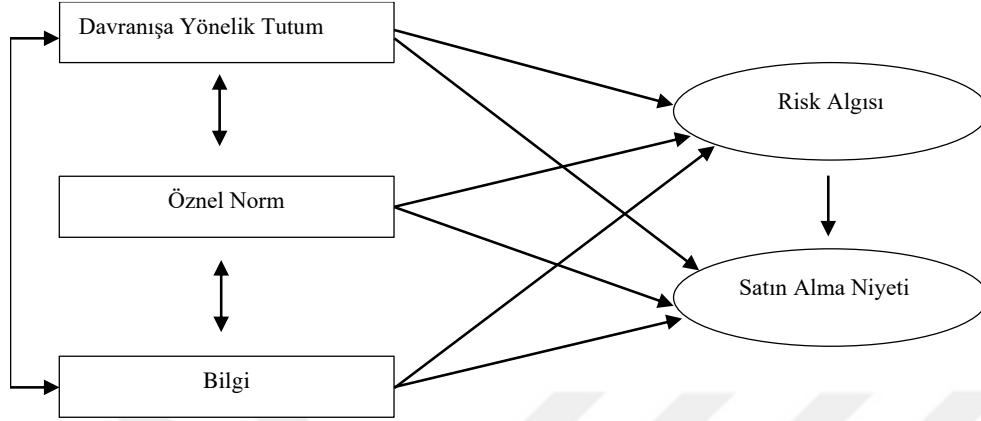 Davranışa Yönelik Tutum
Risk Algısı
Öznel Norm
Satın Alma Niyeti
Bilgi